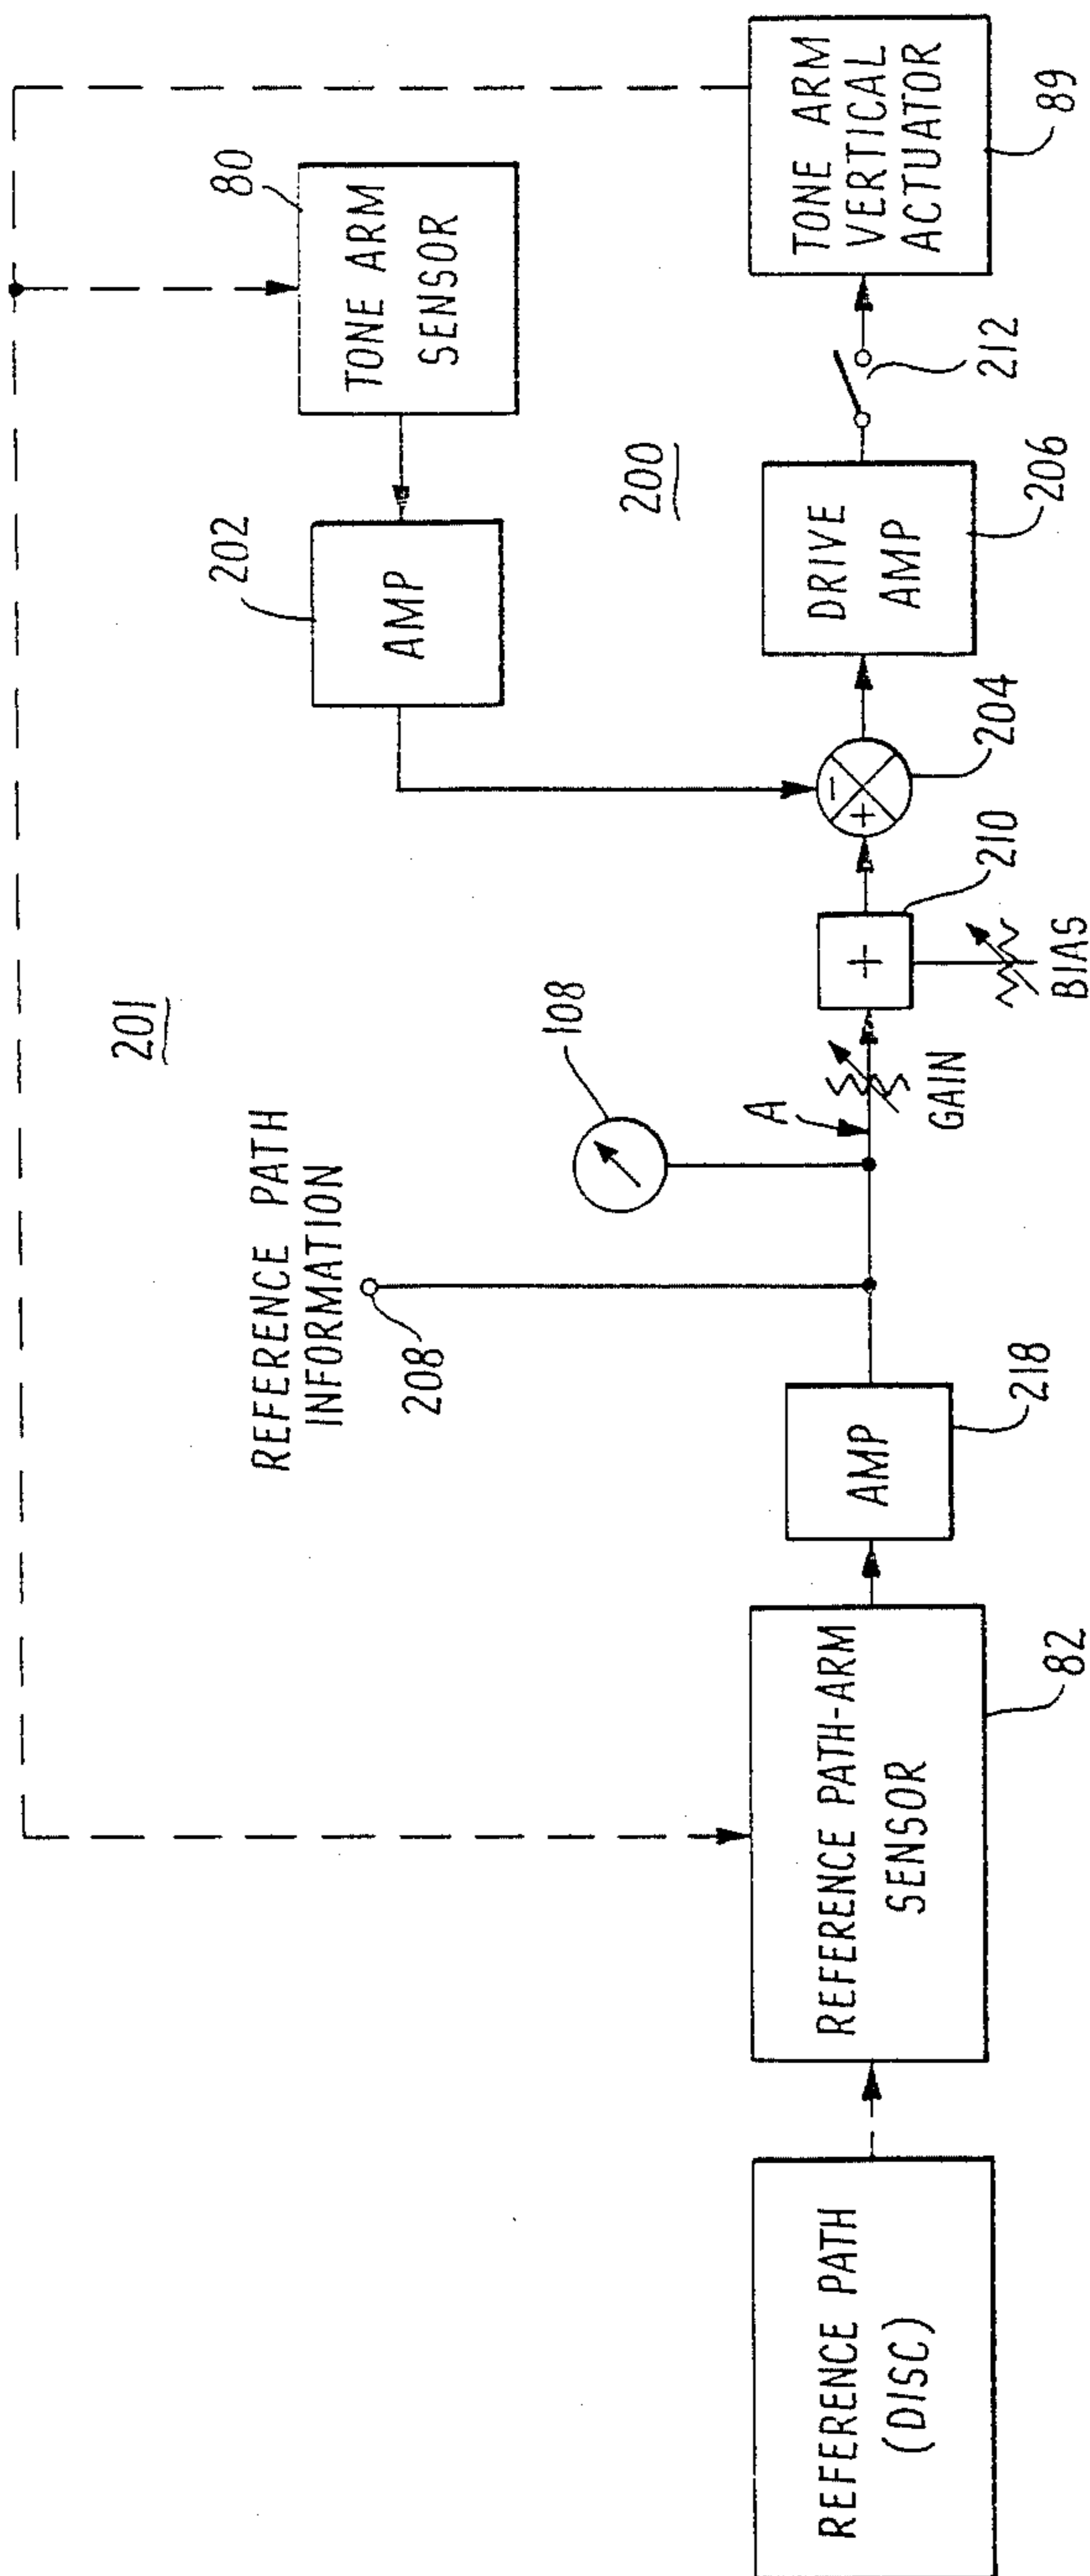 80
TONE ARM
SENSOR
202
AMP
201
200
REFERENCE PATH
INFORMATION
208
108
A
GAIN
+
BIAS
210
-
+
204
DRIVE
AMP
206
212
TONE ARM
VERTICAL
ACTUATOR
89
REFERENCE PATH
(DISC)
REFERENCE PATH-ARM
SENSOR
82
AMP
218